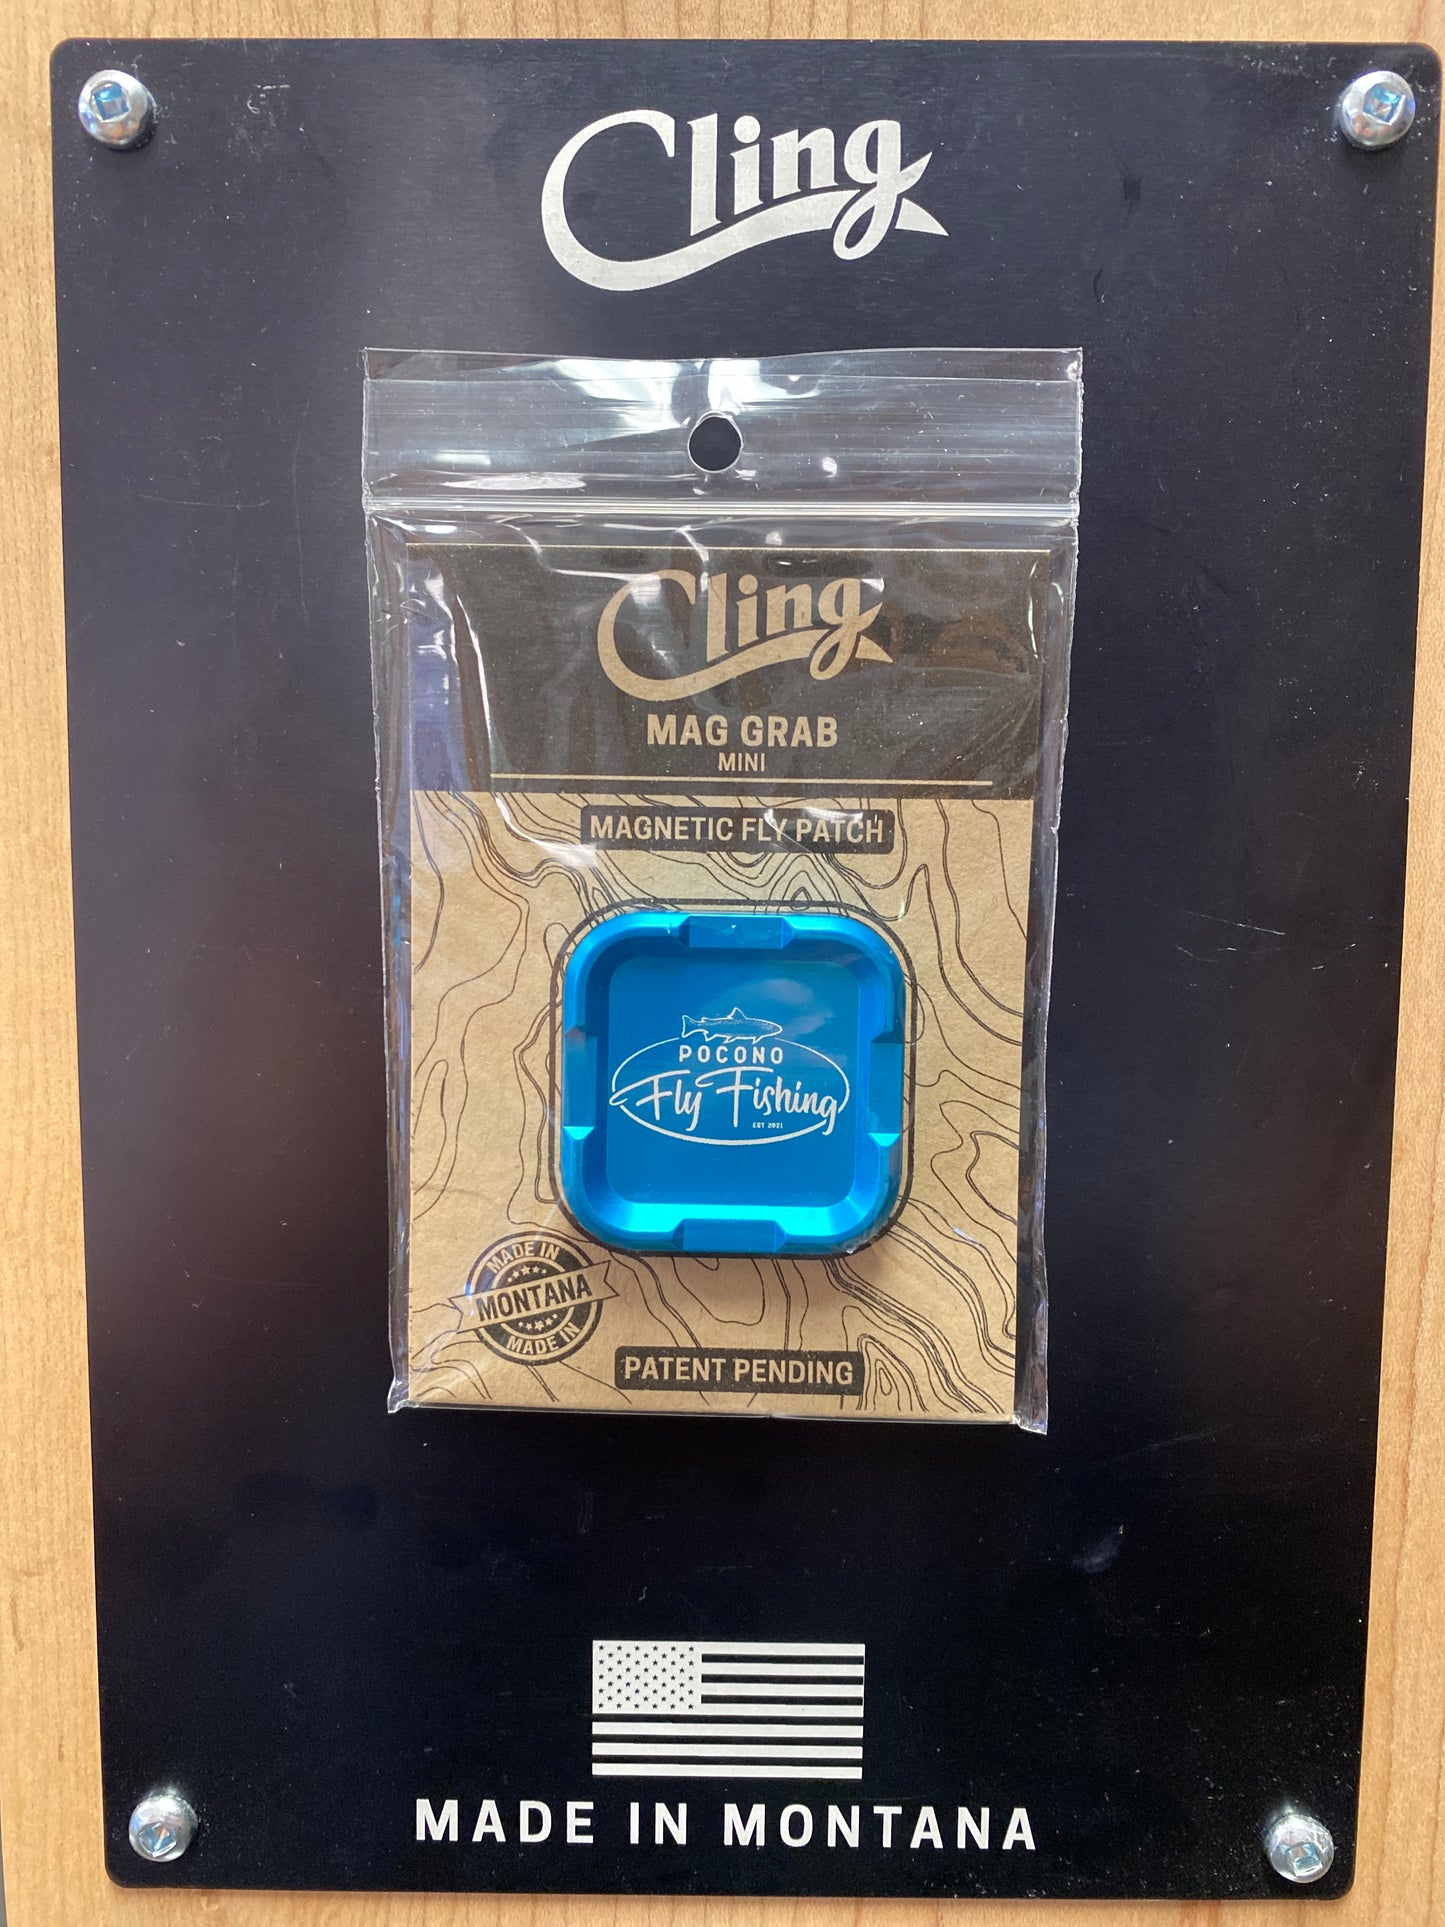 Cling
Cling
MAG GRAB
MINI
MAGNETIC FLY PATCH
POCONO
Fly Fishing
EST 2021
MADE IN
MONTANA
MADE IN
PATENT PENDING
MADE IN MONTANA